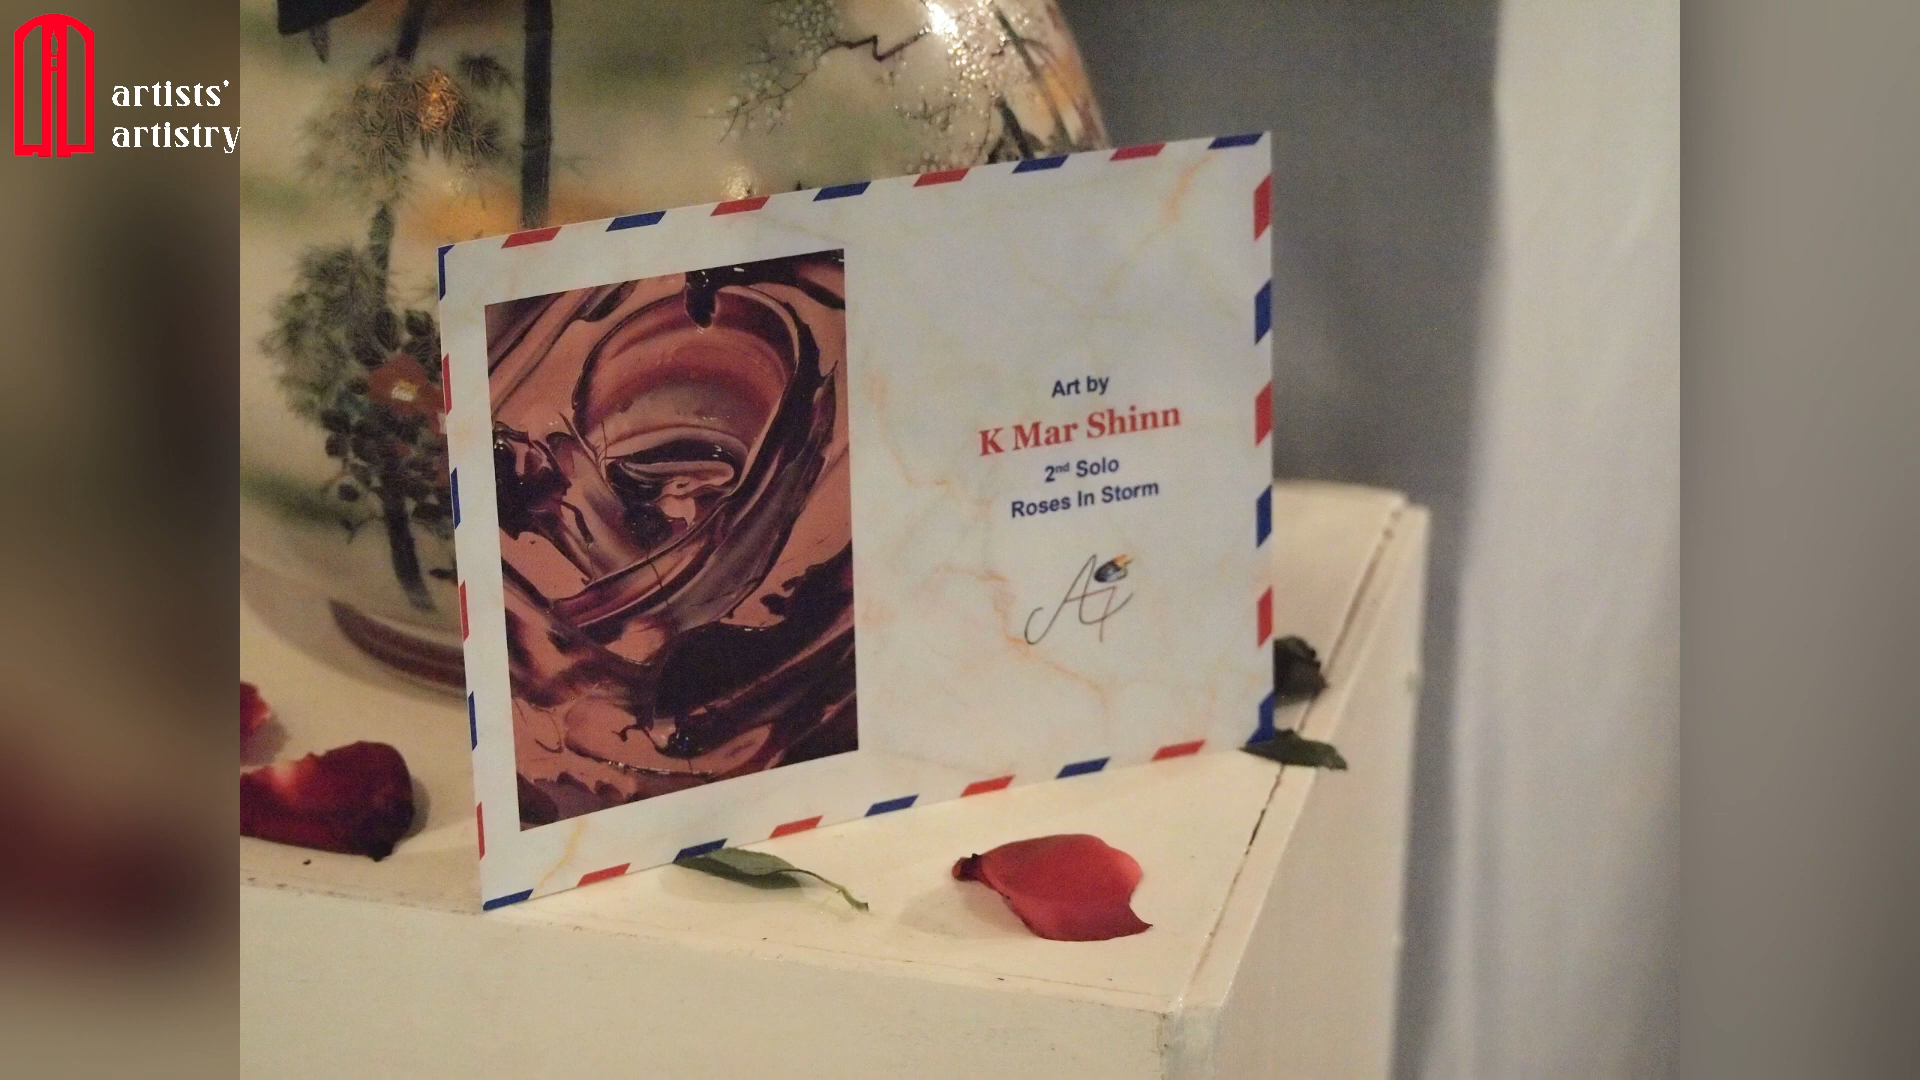 artists'
artistry
Art by
K Mar Shinn
2nd Solo
Roses In Storm